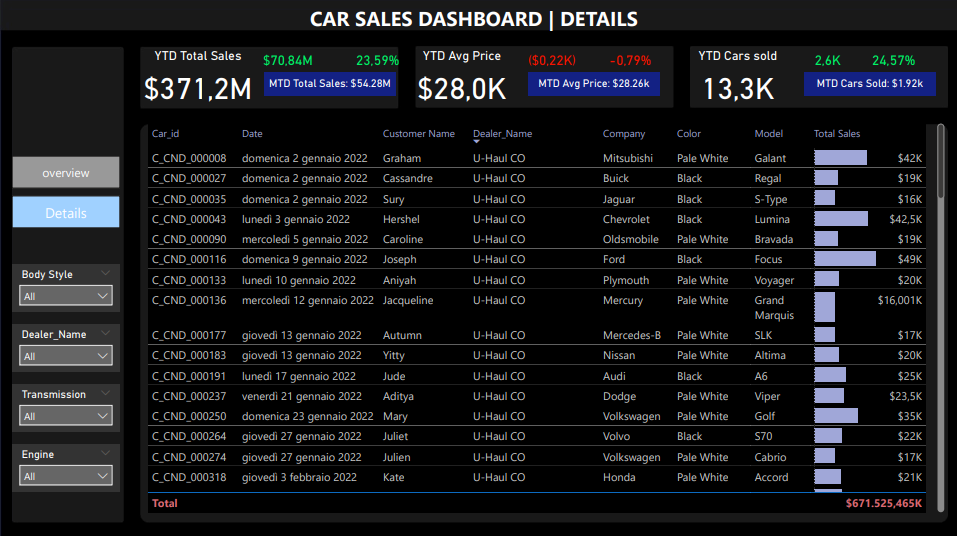 CAR SALES DASHBOARD | DETAILS
YTD Total Sales $70,84M 23,59%
$371,2M MTD Total Sales: $54.28M
YTD Avg Price ($0,22K) -0,79%
$28,0K MTD Avg Price: $28.26k
YTD Cars sold 2,6K 24,57%
13,3K MTD Cars Sold: $1.92k
overview
Details
Body Style
All
Dealer_Name
All
Transmission
All
Engine
All
Car_id Date Customer Name Dealer_Name Company Color Model Total Sales
C_CND_000008 domenica 2 gennaio 2022 Graham U-Haul CO Mitsubishi Pale White Galant $42K
C_CND_000027 domenica 2 gennaio 2022 Cassandre U-Haul CO Buick Black Regal $19K
C_CND_000035 domenica 2 gennaio 2022 Sury U-Haul CO Jaguar Black S-Type $16K
C_CND_000043 lunedì 3 gennaio 2022 Hershel U-Haul CO Chevrolet Black Lumina $42,5K
C_CND_000090 mercoledì 5 gennaio 2022 Caroline U-Haul CO Oldsmobile Pale White Bravada $19K
C_CND_000116 domenica 9 gennaio 2022 Joseph U-Haul CO Ford Black Focus $49K
C_CND_000133 lunedì 10 gennaio 2022 Aniyah U-Haul CO Plymouth Pale White Voyager $20K
C_CND_000136 mercoledì 12 gennaio 2022 Jacqueline U-Haul CO Mercury Pale White Grand $16,001K
Marquis
C_CND_000177 giovedì 13 gennaio 2022 Autumn U-Haul CO Mercedes-B Pale White SLK $17K
C_CND_000183 giovedì 13 gennaio 2022 Yitty U-Haul CO Nissan Pale White Altima $20K
C_CND_000191 lunedì 17 gennaio 2022 Jude U-Haul CO Audi Black A6 $25K
C_CND_000237 venerdì 21 gennaio 2022 Aditya U-Haul CO Dodge Pale White Viper $23,5K
C_CND_000250 domenica 23 gennaio 2022 Mary U-Haul CO Volkswagen Pale White Golf $35K
C_CND_000264 giovedì 27 gennaio 2022 Juliet U-Haul CO Volvo Black S70 $22K
C_CND_000274 giovedì 27 gennaio 2022 Julien U-Haul CO Volkswagen Pale White Cabrio $17K
C_CND_000318 giovedì 3 febbraio 2022 Kate U-Haul CO Honda Pale White Accord $21K
Total $671.525,465K